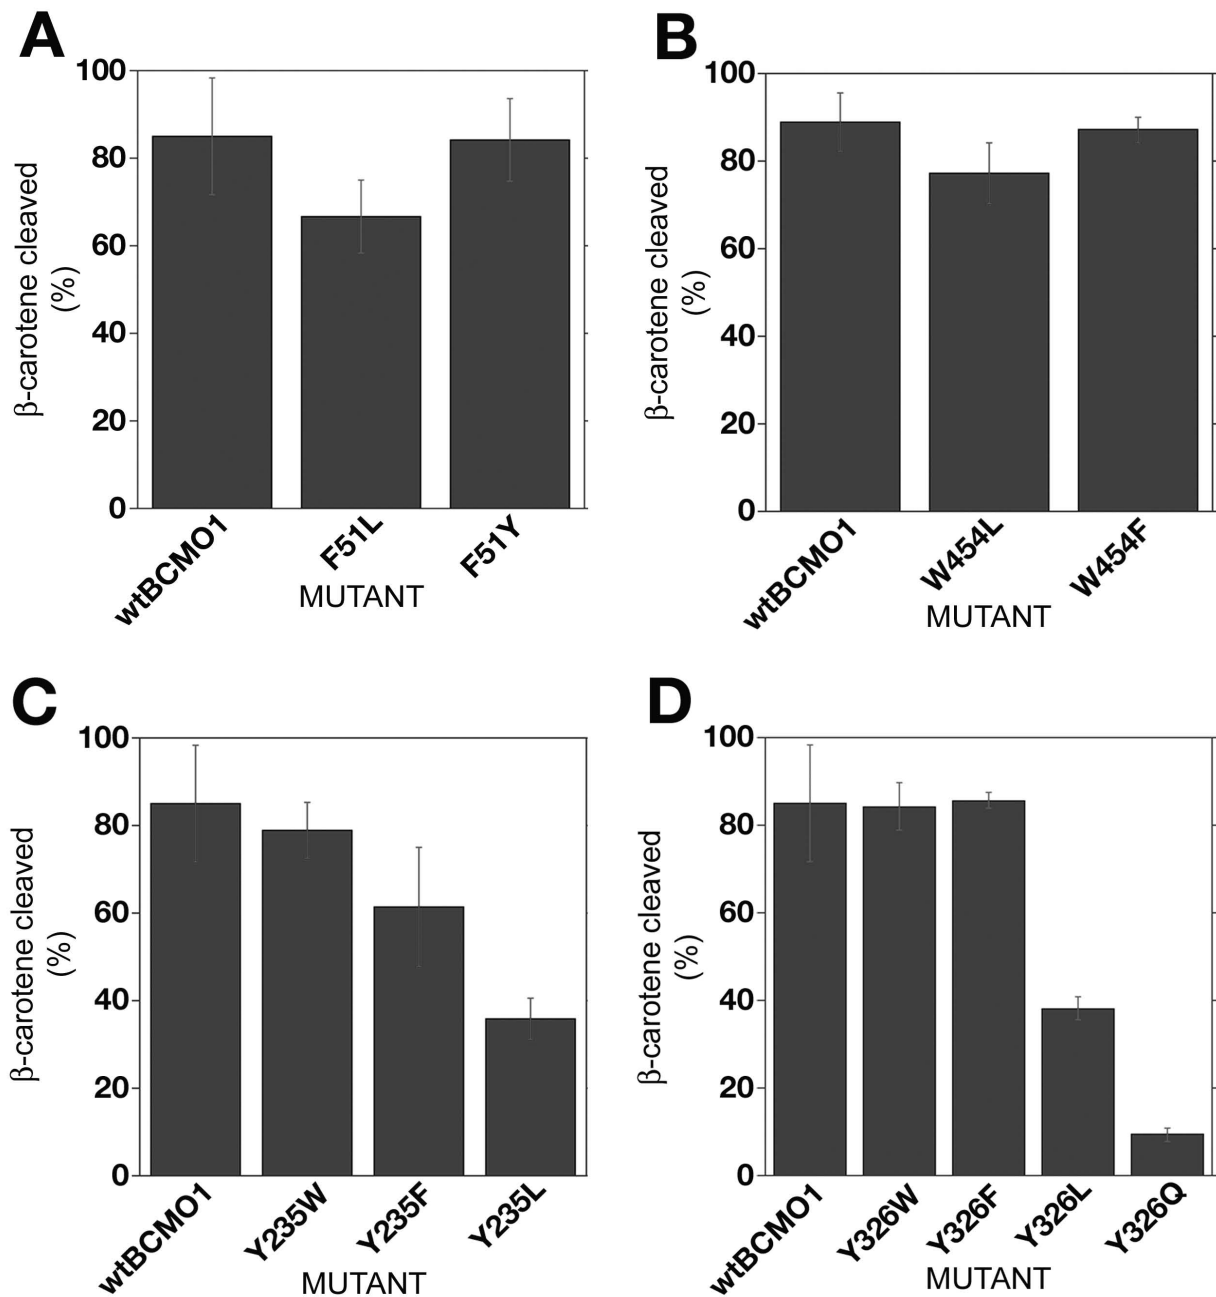 A
100
80
60
40
20
0
β-carotene cleaved
(%)
wtBCMO1
F51L
F51Y
MUTANT
B
100
80
60
40
20
0
β-carotene cleaved
(%)
wtBCMO1
W454L
W454F
MUTANT
C
100
80
60
40
20
0
β-carotene cleaved
(%)
wtBCMO1
Y235W
Y235F
Y235L
MUTANT
D
100
80
60
40
20
0
β-carotene cleaved
(%)
wtBCMO1
Y326W
Y326F
Y326L
Y326Q
MUTANT